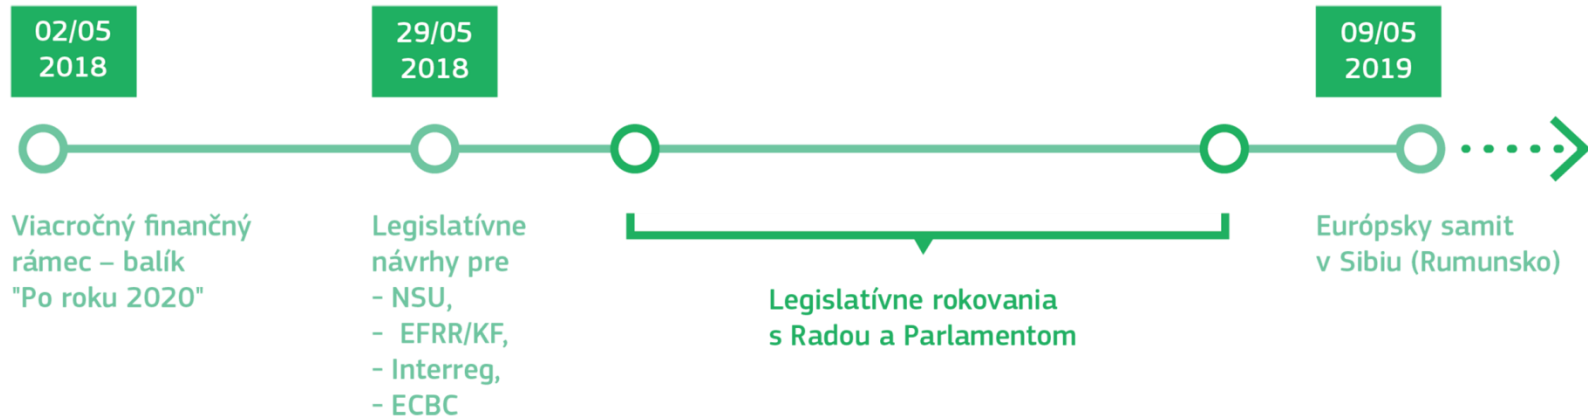 02/05
2018
29/05
2018
09/05
2019
Viacročný finančný
rámec – balík
"Po roku 2020"
Legislatívne
návrhy pre
- NSU,
- EFRR/KF,
- Interreg,
- ECBC
Legislatívne rokovania
s Radou a Parlamentom
Európsky samit
v Sibiu (Rumunsko)